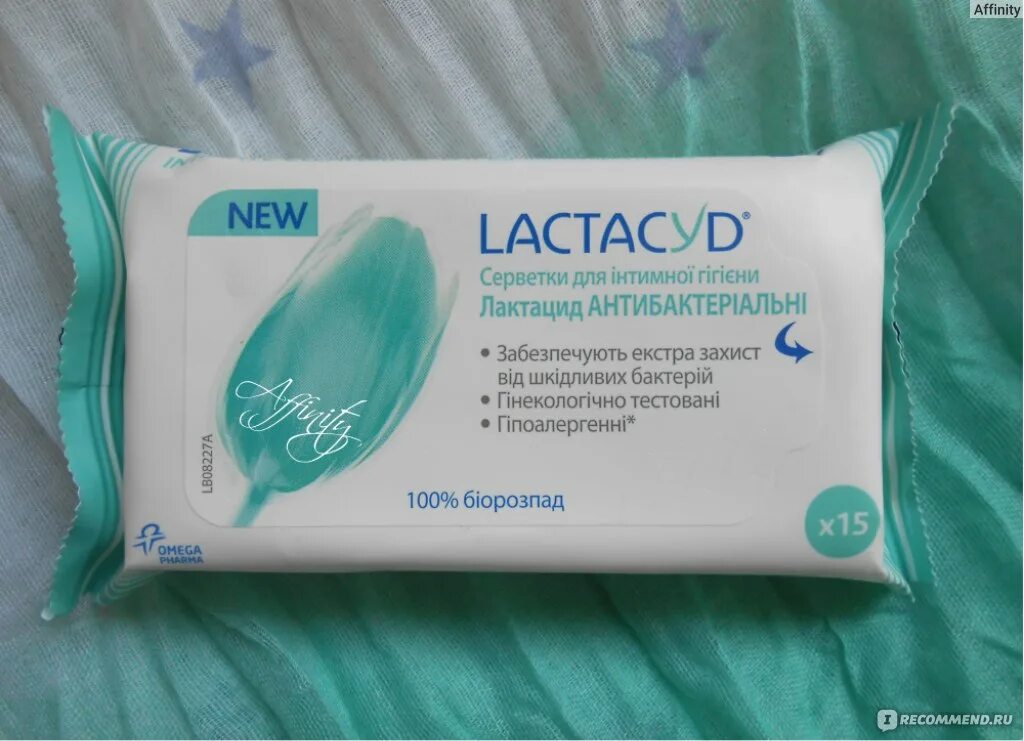 Affinity
NEW
LACTACYD®
Серветки для інтимної гігієни
Лактацид АНТИБАКТЕРІАЛЬНІ
• Забезпечують екстра захист
від шкідливих бактерій
• Гінекологічно тестовані
• Гіпоалергенні*
Affinity
LB08227A
100% біорозпад
x15
OMEGA
PHARMA
IRECOMMEND.RU